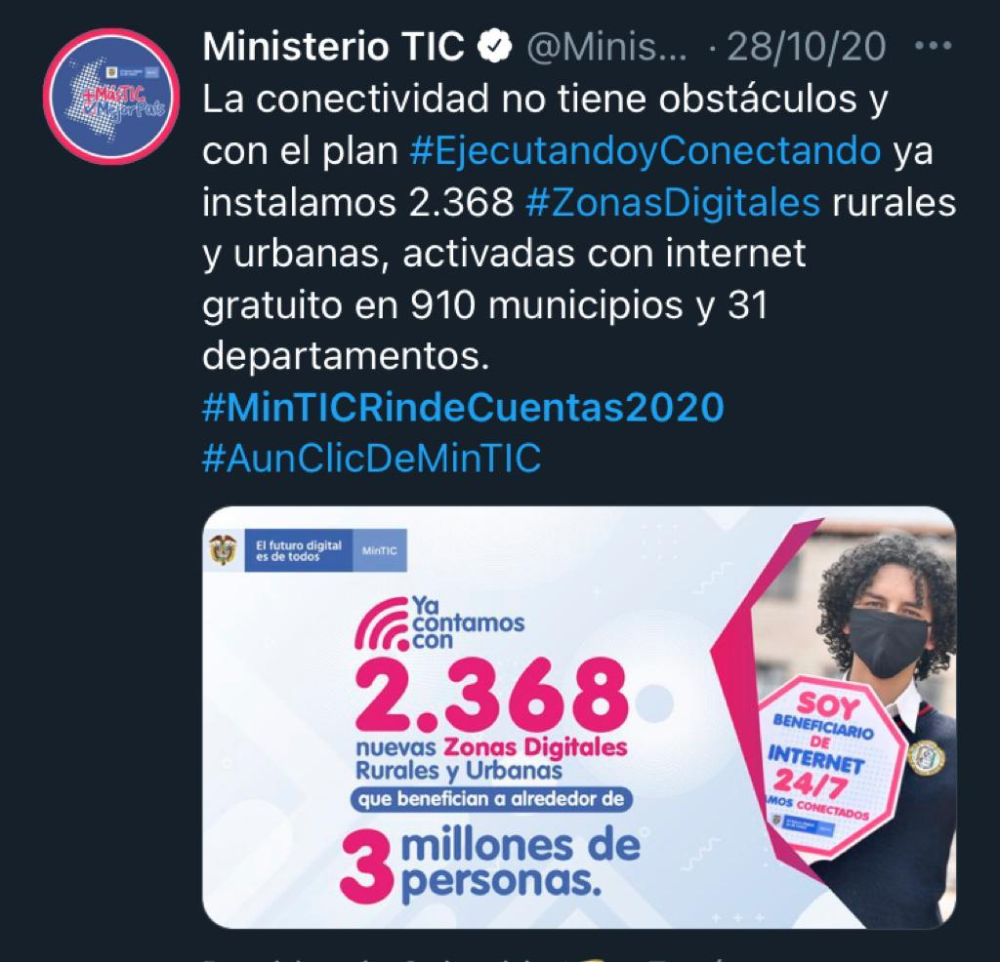 Ministerio TIC @Minis... · 28/10/20 ...
La conectividad no tiene obstáculos y
con el plan #EjecutandoyConectando ya
instalamos 2.368 #ZonasDigitales rurales
y urbanas, activadas con internet
gratuito en 910 municipios y 31
departamentos.
#MinTICRindeCuentas2020
#AunClicDeMinTIC
+MásTIC
MejorPaís
El futuro digital
es de todos
MinTIC
Ya
contamos
con
2.368
nuevas Zonas Digitales
Rurales y Urbanas
que benefician a alrededor de
3 millones de
personas.
SOY
BENEFICIARIO
DE
INTERNET
24/7
AMOS CONECTADOS